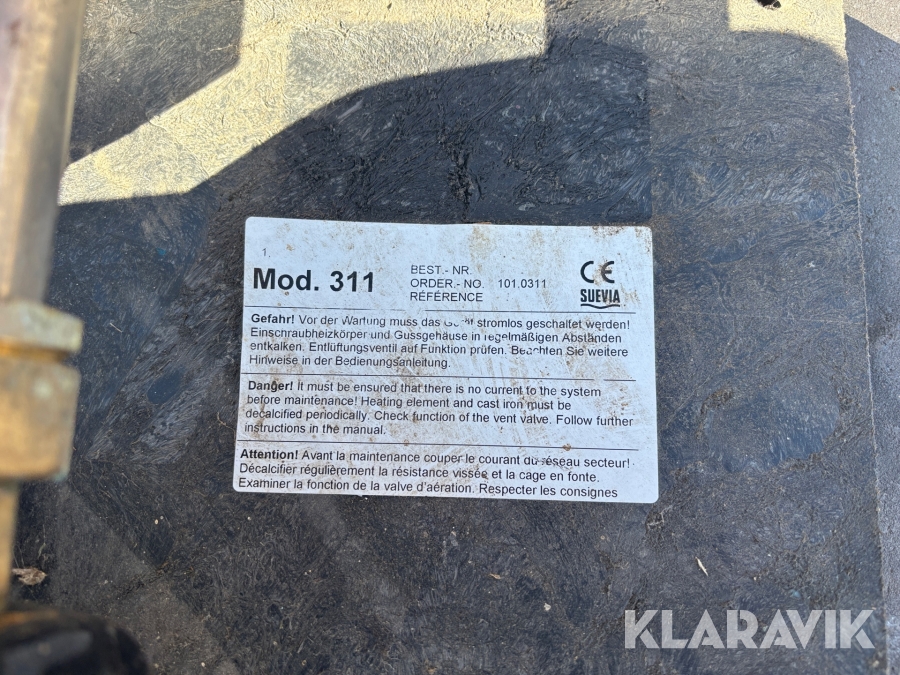 1.
Mod. 311
BEST.- NR.
ORDER.- NO. 101.0311
RÉFÉRENCE
CE
SUEVIA
Gefahr! Vor der Wartung muss das Gerät stromlos geschaltet werden!
Einschraubheizkörper und Gussgehäuse in regelmäßigen Abständen
entkalken. Entlüftungsventil auf Funktion prüfen. Beachten Sie weitere
Hinweise in der Bedienungsanleitung.
Danger! It must be ensured that there is no current to the system
before maintenance! Heating element and cast iron must be
decalcified periodically. Check function of the vent valve. Follow further
instructions in the manual.
Attention! Avant la maintenance couper le courant du réseau secteur!
Décalcifier régulièrement la résistance vissée et la cage en fonte.
Examiner la fonction de la valve d'aération. Respecter les consignes
KLARAVIK